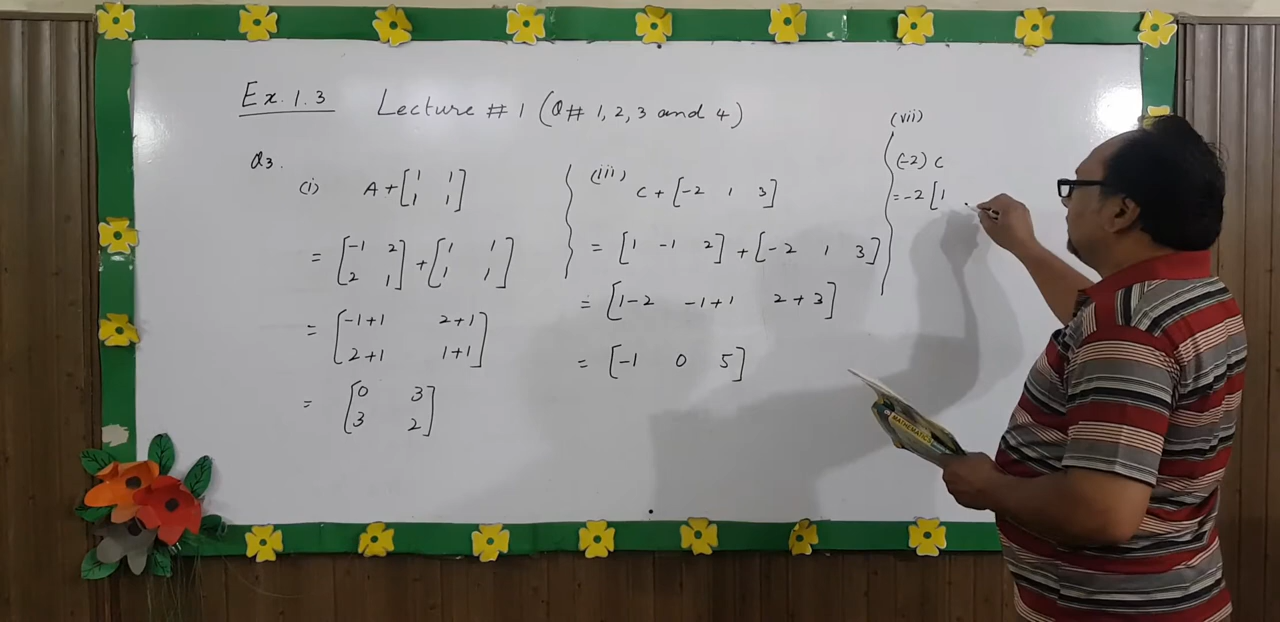 Ex. 1.3 Lecture # 1 (Q# 1, 2, 3 and 4)
Q3.
(i) A + [1 1
1 1]
= [-1 2
2 1] + [1 1
1 1]
= [-1+1 2+1
2+1 1+1]
= [0 3
3 2]
(iii)
C + [-2 1 3]
= [1 -1 2] + [-2 1 3]
= [1-2 -1+1 2+3]
= [-1 0 5]
(vii)
(-2) C
= -2 [1
MATHEMATICS